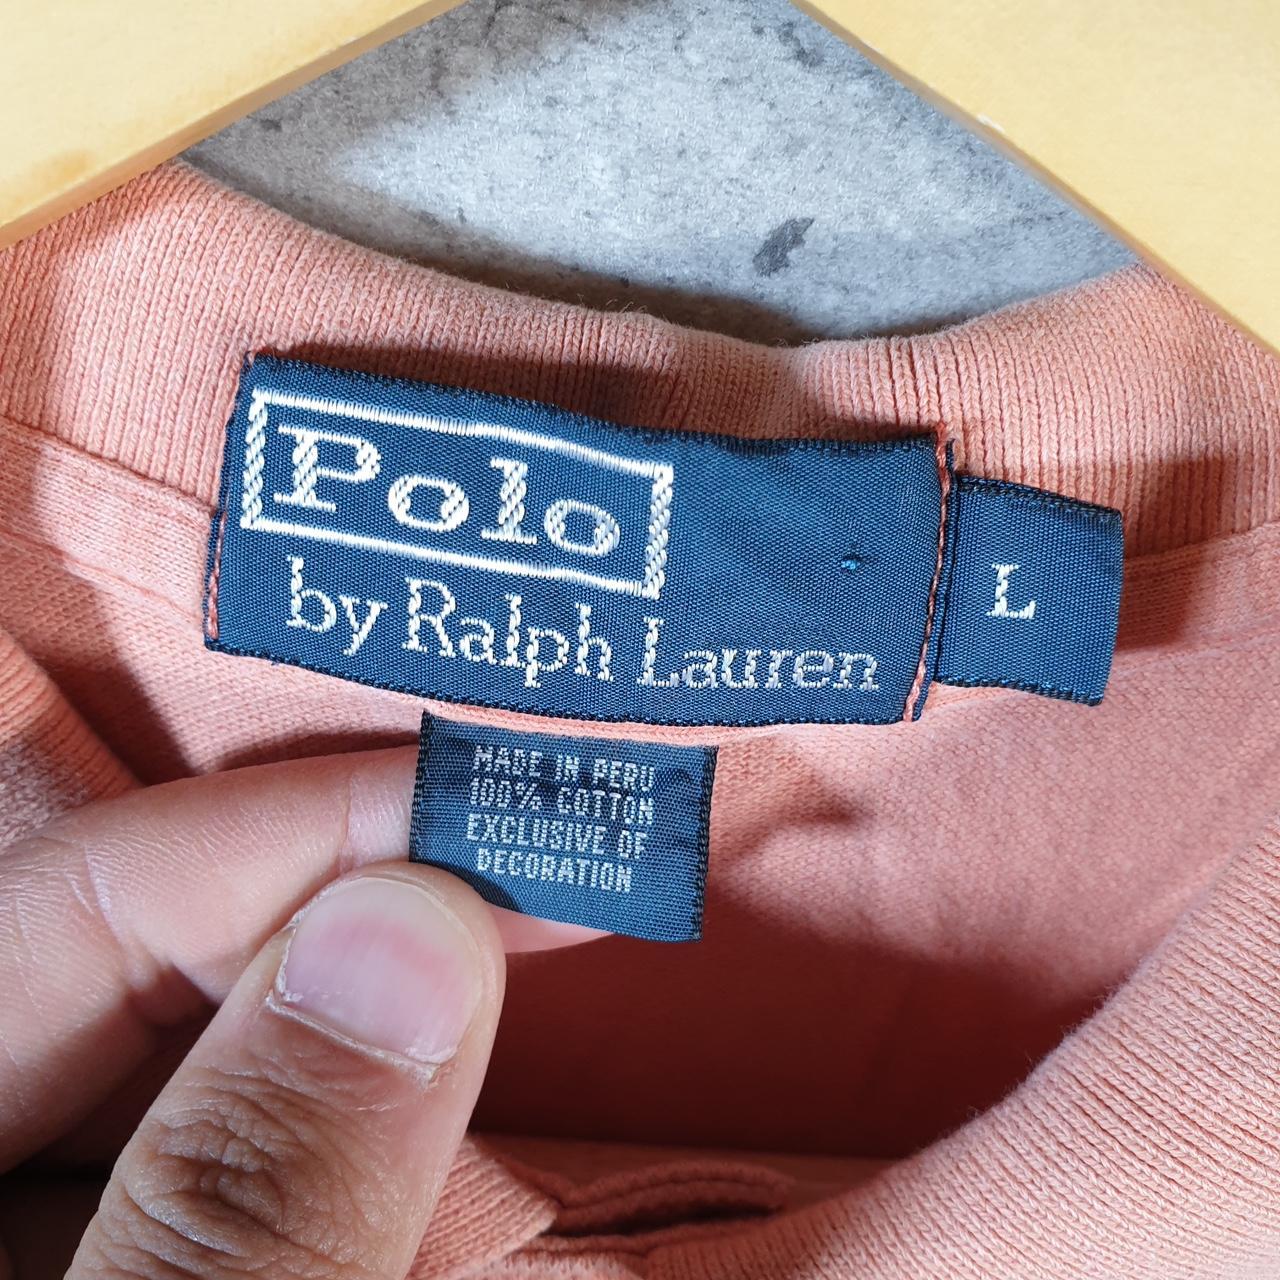 Polo
by Ralph Lauren
L
MADE IN PERU
100% COTTON
EXCLUSIVE OF
DECORATION